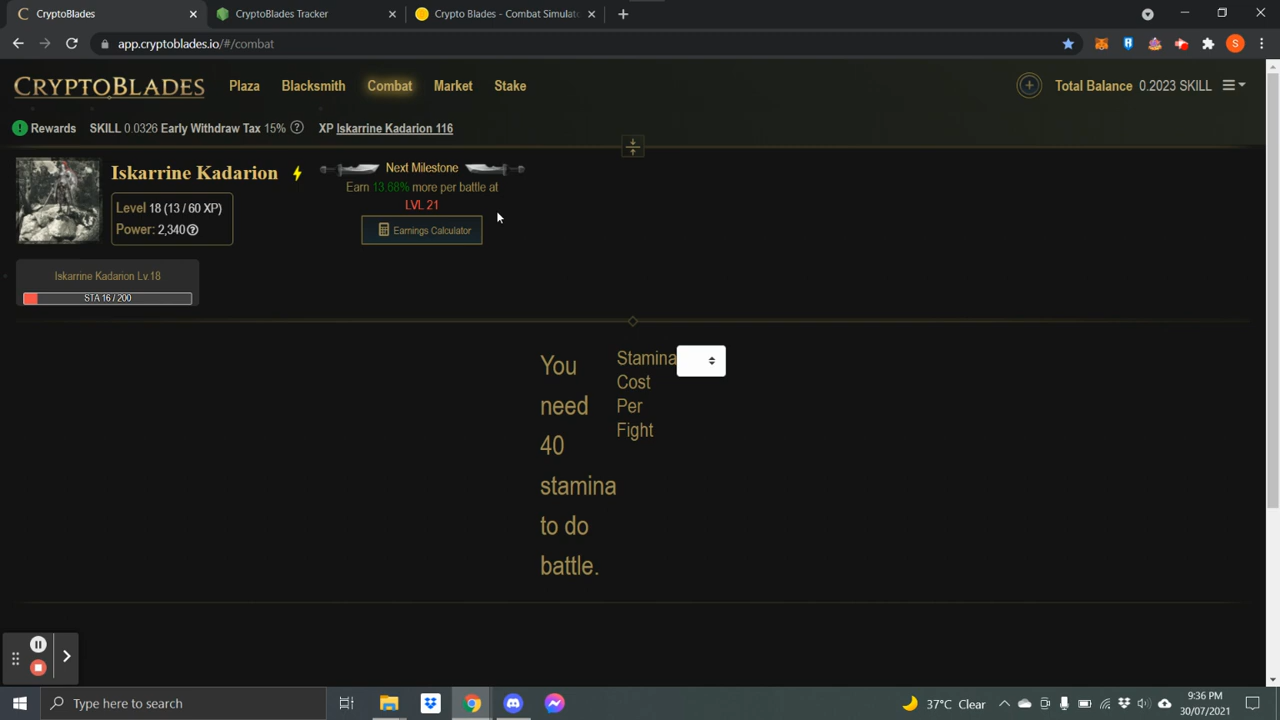 CryptoBlades
CryptoBlades Tracker
Crypto Blades - Combat Simulat
app.cryptoblades.io/#/combat
S
CRYPTOBLADES
Plaza
Blacksmith
Combat
Market
Stake
Total Balance 0.2023 SKILL
Rewards
SKILL 0.0326 Early Withdraw Tax 15%
XP Iskarrine Kadarion 116
Iskarrine Kadarion
Level 18 (13 / 60 XP)
Power: 2,340
Next Milestone
Earn 13.68% more per battle at
LVL 21
Earnings Calculator
Iskarrine Kadarion Lv.18
STA 16 / 200
You
need
40
stamina
to do
battle.
Stamina
Cost
Per
Fight
Type here to search
37°C Clear
9:36 PM
30/07/2021